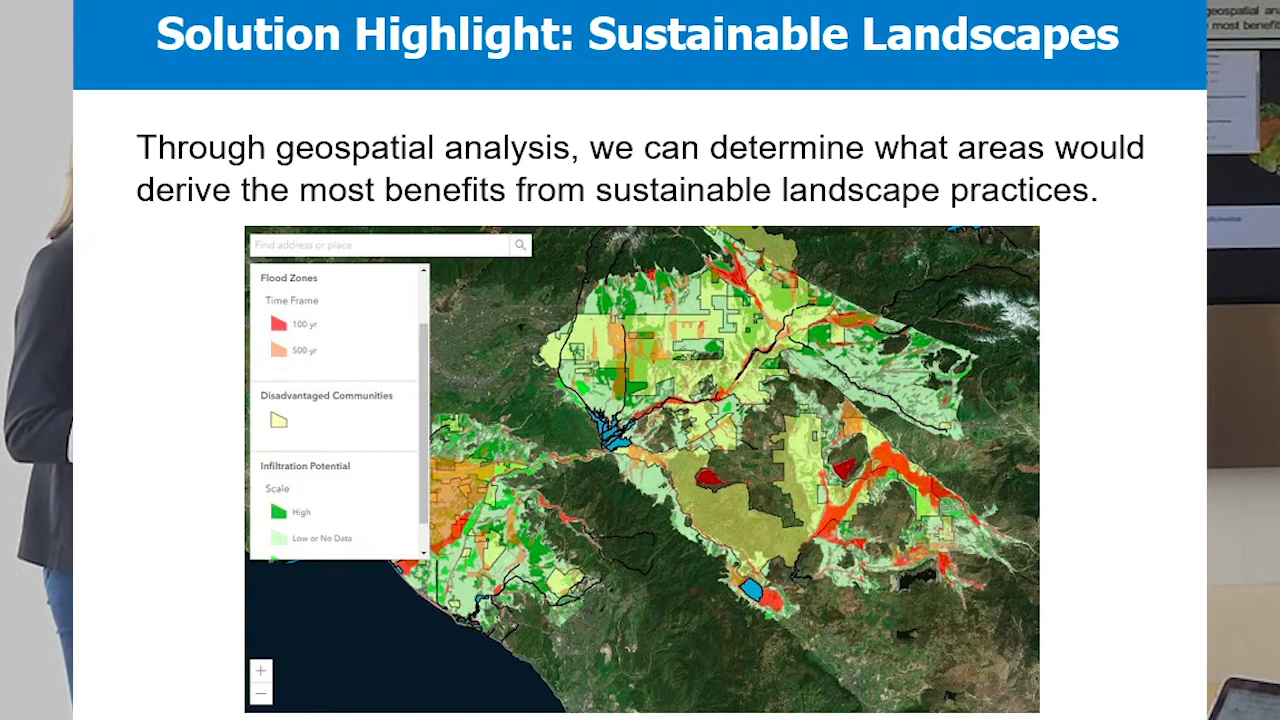 Solution Highlight: Sustainable Landscapes
Through geospatial analysis, we can determine what areas would
derive the most benefits from sustainable landscape practices.
Find address or place
Flood Zones
Time Frame
100-yr
500-yr
Disadvantaged Communities
Infiltration Potential
Scale
High
Low or No Data
+
−